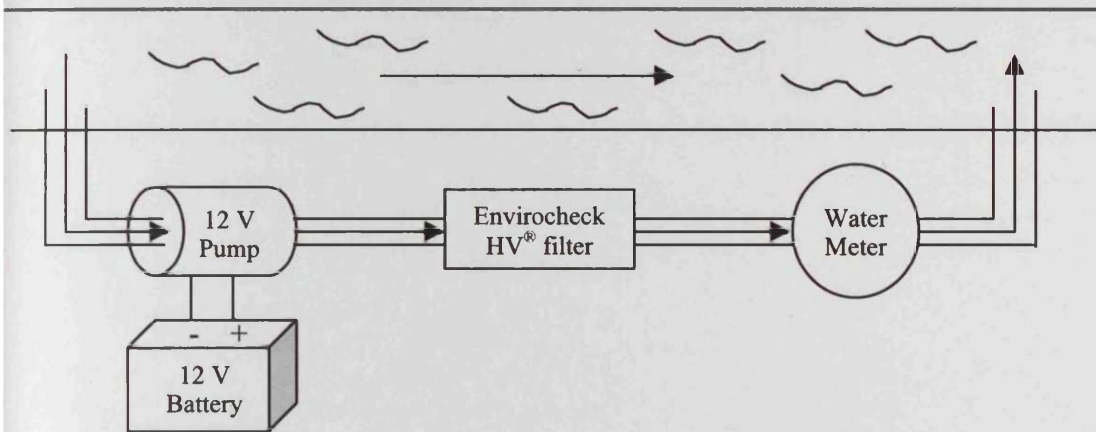 12 V
Pump
Envirocheck
HV® filter
Water
Meter
- +
12 V
Battery